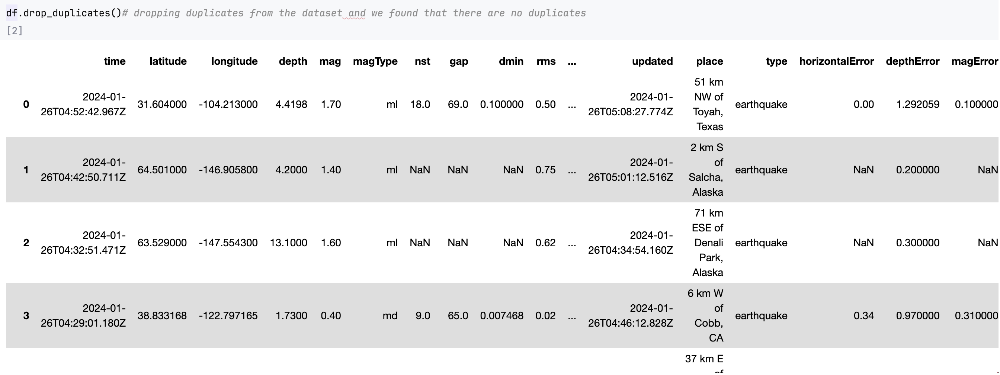 df.drop_duplicates()# dropping duplicates from the dataset and we found that there are no duplicates
[2]
time latitude longitude depth mag magType nst gap dmin rms ... updated place type horizontalError depthError magError
51 km
2024-01- NW of 2024-01-
0 26T04:52:42.967Z 31.604000 -104.213000 4.4198 1.70 ml 18.0 69.0 0.100000 0.50 ... 26T05:08:27.774Z Toyah, earthquake 0.00 1.292059 0.100000
Texas
2 km S
2024-01- of 2024-01-
1 26T04:42:50.711Z 64.501000 -146.905800 4.2000 1.40 ml NaN NaN NaN 0.75 ... 26T05:01:12.516Z Salcha, earthquake NaN 0.200000 NaN
Alaska
71 km
ESE of
2024-01- Denali 2024-01-
2 26T04:32:51.471Z 63.529000 -147.554300 13.1000 1.60 ml NaN NaN NaN 0.62 ... 26T04:34:54.160Z Park, earthquake NaN 0.300000 NaN
Alaska
6 km W
2024-01- of 2024-01-
3 26T04:29:01.180Z 38.833168 -122.797165 1.7300 0.40 md 9.0 65.0 0.007468 0.02 ... 26T04:46:12.828Z Cobb, earthquake 0.34 0.970000 0.310000
CA
37 km E
of